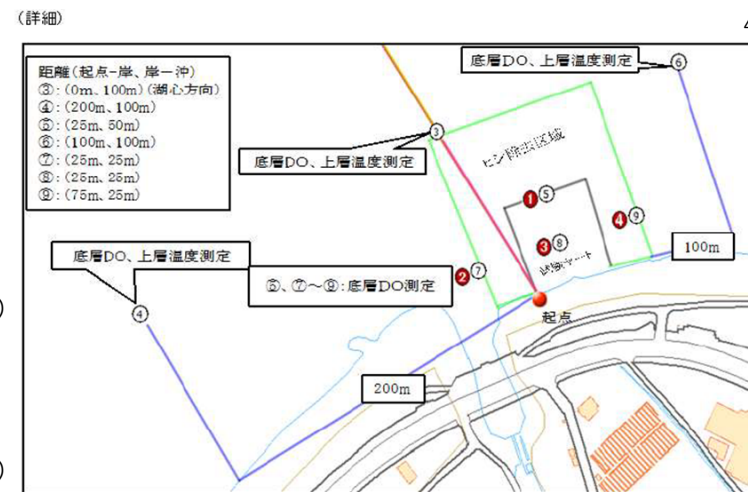 （詳細）
4
底層DO、上層温度測定
⑥
距離（起点－岸、岸－沖）
③：（0m、100m）（湖心方向）
④：（200m、100m）
⑤：（25m、50m）
⑥：（100m、100m）
⑦：（25m、25m）
⑧：（25m、25m）
⑨：（75m、25m）
③
底層DO、上層温度測定
ヒシ除去区域
❶⑤
❹⑨
❸⑧
100m
底層DO、上層温度測定
❷⑦
、⑦～⑨：底層DO測定
④
起点
200m